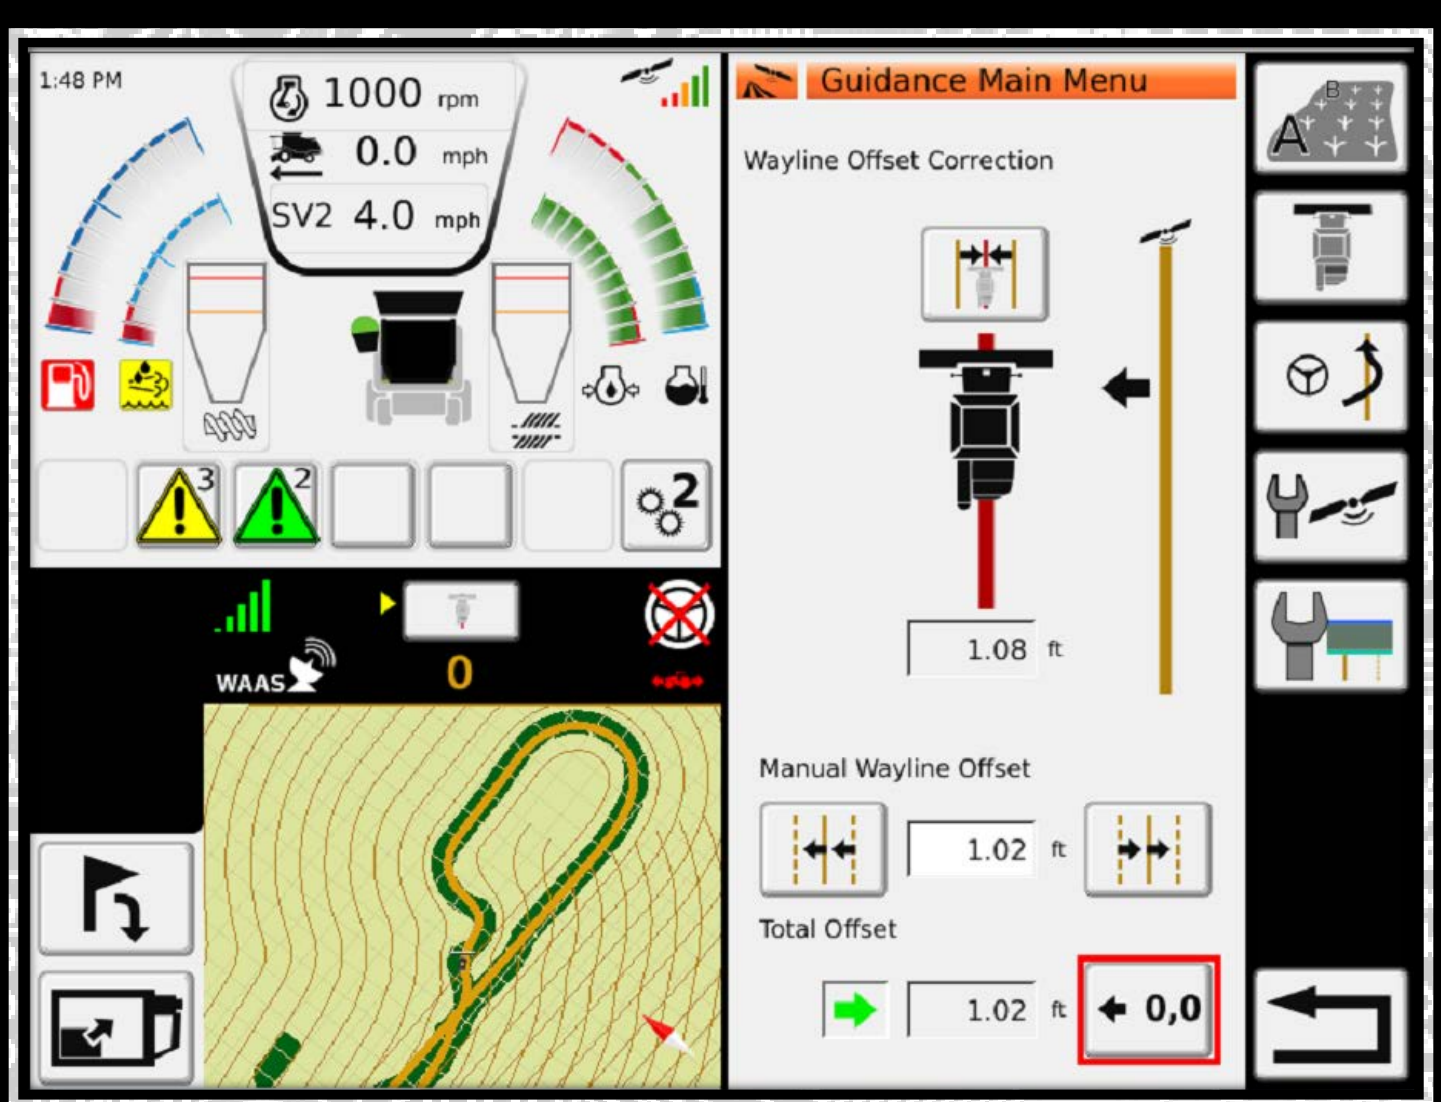 1:48 PM
1000 rpm
0.0 mph
SV2 4.0 mph
3
2
2
WAAS
0
Guidance Main Menu
Wayline Offset Correction
1.08 ft
Manual Wayline Offset
1.02 ft
Total Offset
1.02 ft
0,0
B
A